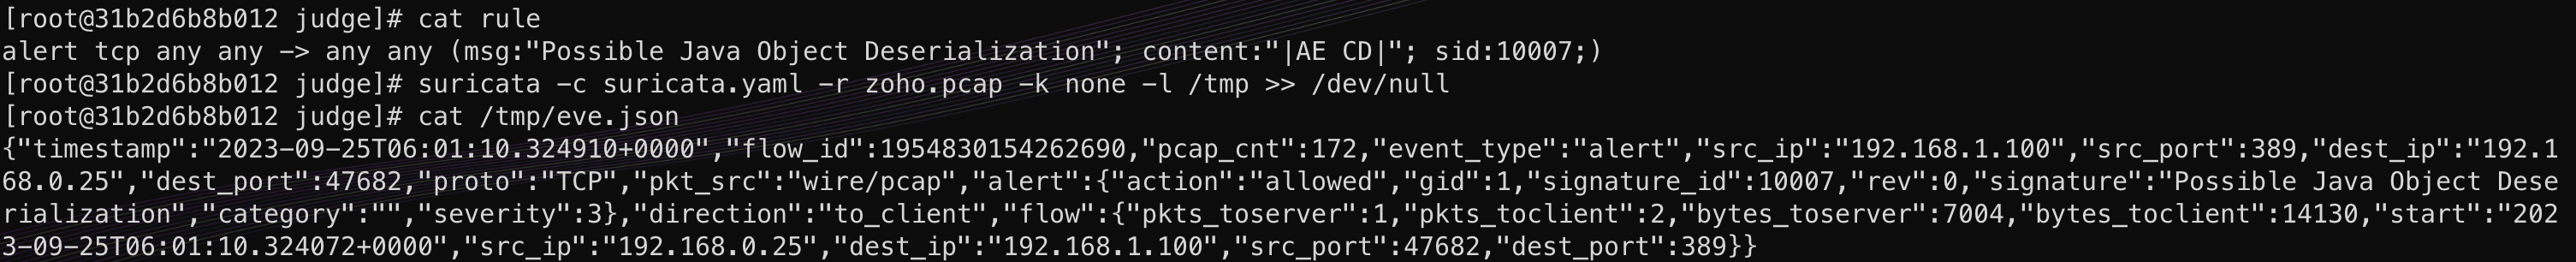 [root@31b2d6b8b012 judge]# cat rule
alert tcp any any -> any any (msg:"Possible Java Object Deserialization"; content:"|AE CD|"; sid:10007;)
[root@31b2d6b8b012 judge]# suricata -c suricata.yaml -r zoho.pcap -k none -l /tmp >> /dev/null
[root@31b2d6b8b012 judge]# cat /tmp/eve.json
{"timestamp":"2023-09-25T06:01:10.324910+0000","flow_id":1954830154262690,"pcap_cnt":172,"event_type":"alert","src_ip":"192.168.1.100","src_port":389,"dest_ip":"192.1
68.0.25","dest_port":47682,"proto":"TCP","pkt_src":"wire/pcap","alert":{"action":"allowed","gid":1,"signature_id":10007,"rev":0,"signature":"Possible Java Object Dese
rialization","category":"","severity":3},"direction":"to_client","flow":{"pkts_toserver":1,"pkts_toclient":2,"bytes_toserver":7004,"bytes_toclient":14130,"start":"202
3-09-25T06:01:10.324072+0000","src_ip":"192.168.0.25","dest_ip":"192.168.1.100","src_port":47682,"dest_port":389}}